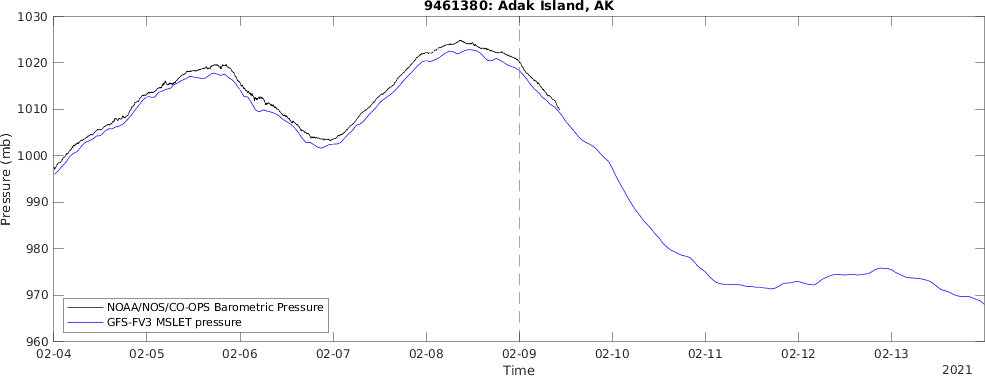 9461380: Adak Island, AK
1030
1020
1010
1000
990
980
970
960
Pressure (mb)
NOAA/NOS/CO-OPS Barometric Pressure
GFS-FV3 MSLET pressure
02-04 02-05 02-06 02-07 02-08 02-09 02-10 02-11 02-12 02-13
Time
2021